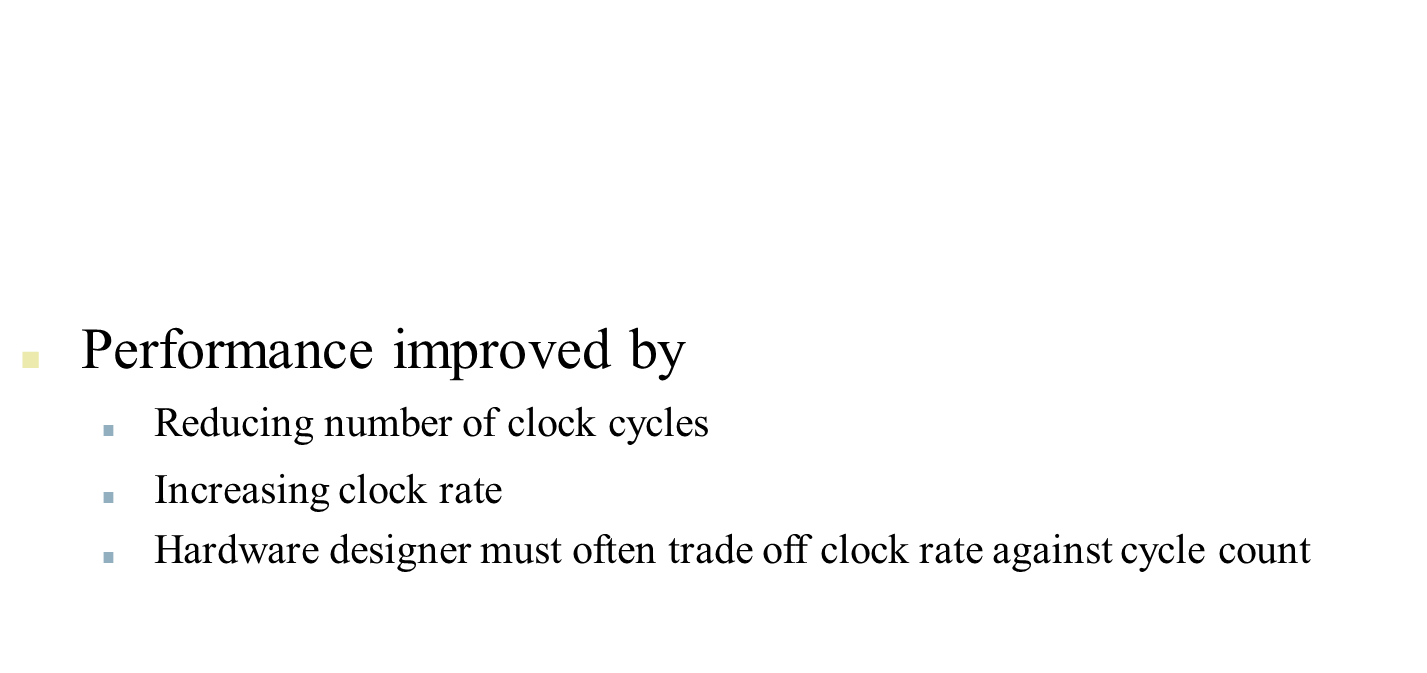 Performance improved by
Reducing number of clock cycles
Increasing clock rate
Hardware designer must often trade off clock rate against cycle count